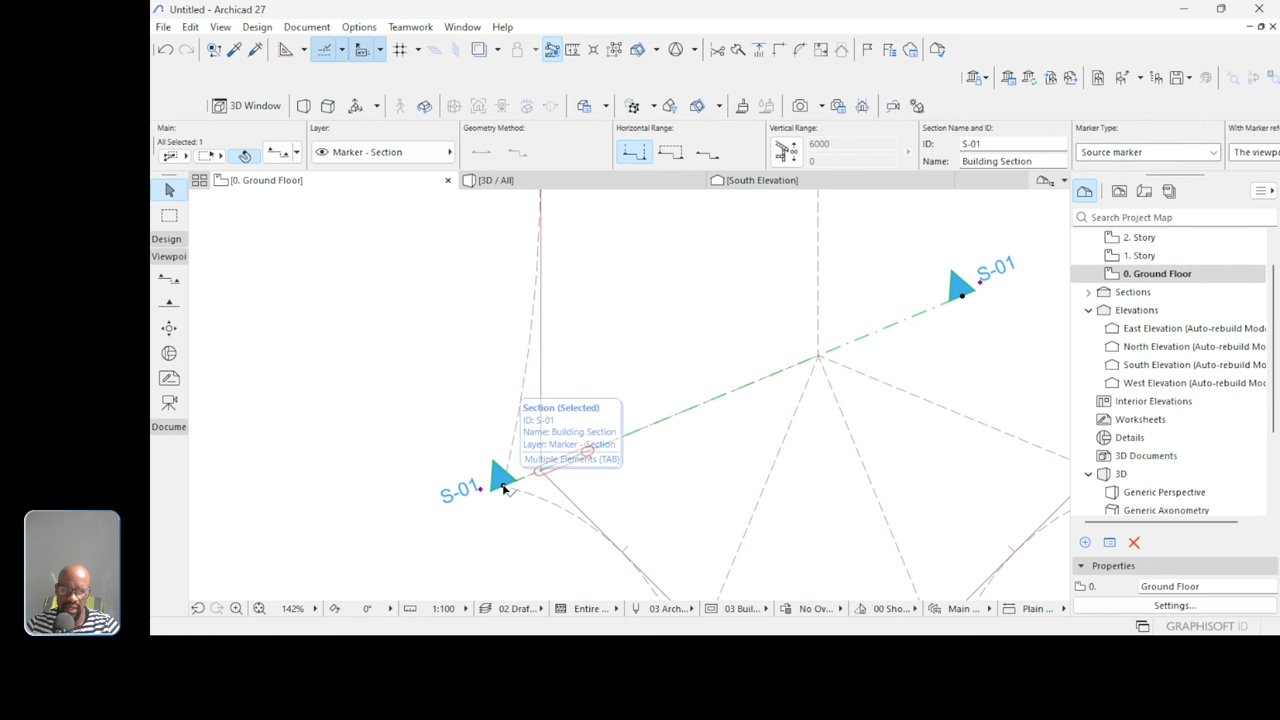 Untitled - Archicad 27
File Edit View Design Document Options Teamwork Window Help
3D Window
Main:
All Selected: 1
Layer:
Marker - Section
Geometry Method:
Horizontal Range:
Vertical Range:
6000
0
Section Name and ID:
ID: S-01
Name: Building Section
Marker Type:
Source marker
With Marker ref
The viewpo
[0. Ground Floor]
[3D / All]
[South Elevation]
Design
Viewpoi
Docume
S-01
S-01
Section (Selected)
ID: S-01
Name: Building Section
Layer: Marker - Section
Multiple Elements (TAB)
Search Project Map
2. Story
1. Story
0. Ground Floor
Sections
Elevations
East Elevation (Auto-rebuild Mode
North Elevation (Auto-rebuild Mo
South Elevation (Auto-rebuild Mo
West Elevation (Auto-rebuild Mod
Interior Elevations
Worksheets
Details
3D Documents
3D
Generic Perspective
Generic Axonometry
Properties
0. Ground Floor
Settings...
142% 0° 1:100 02 Draf... Entire ... 03 Arch... 03 Buil... No Ov... 00 Sho... Main ... Plain ...
GRAPHISOFT ID